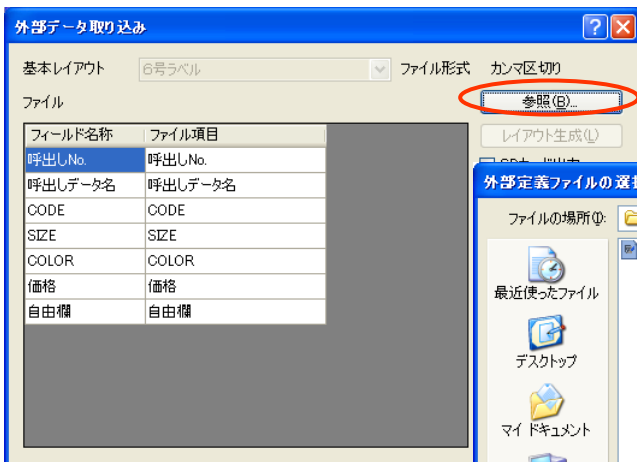 外部データ取り込み
基本レイアウト 6号ラベル ファイル形式 カンマ区切り
ファイル 参照(B)...
レイアウト生成(L)
フィールド名称 ファイル項目
呼出しNo. 呼出しNo.
呼出しデータ名 呼出しデータ名
CODE CODE
SIZE SIZE
COLOR COLOR
価格 価格
自由欄 自由欄
外部定義ファイルの選択
ファイルの場所(I):
最近使ったファイル
デスクトップ
マイ ドキュメント